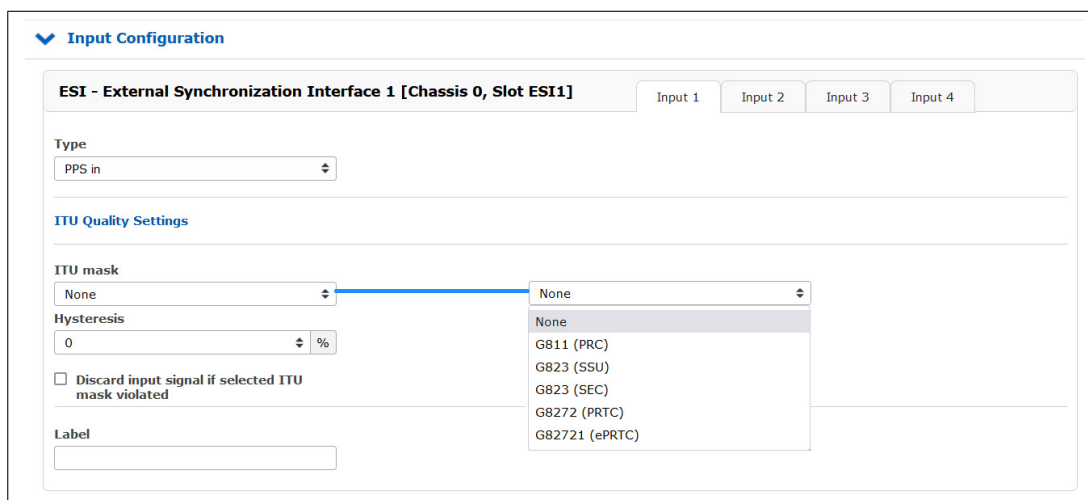 Input Configuration
ESI - External Synchronization Interface 1 [Chassis 0, Slot ESI1]
Input 1
Input 2
Input 3
Input 4
Type
PPS in
ITU Quality Settings
ITU mask
None
None
Hysteresis
0
%
None
G811 (PRC)
G823 (SSU)
G823 (SEC)
G8272 (PRTC)
G82721 (ePRTC)
Discard input signal if selected ITU
mask violated
Label